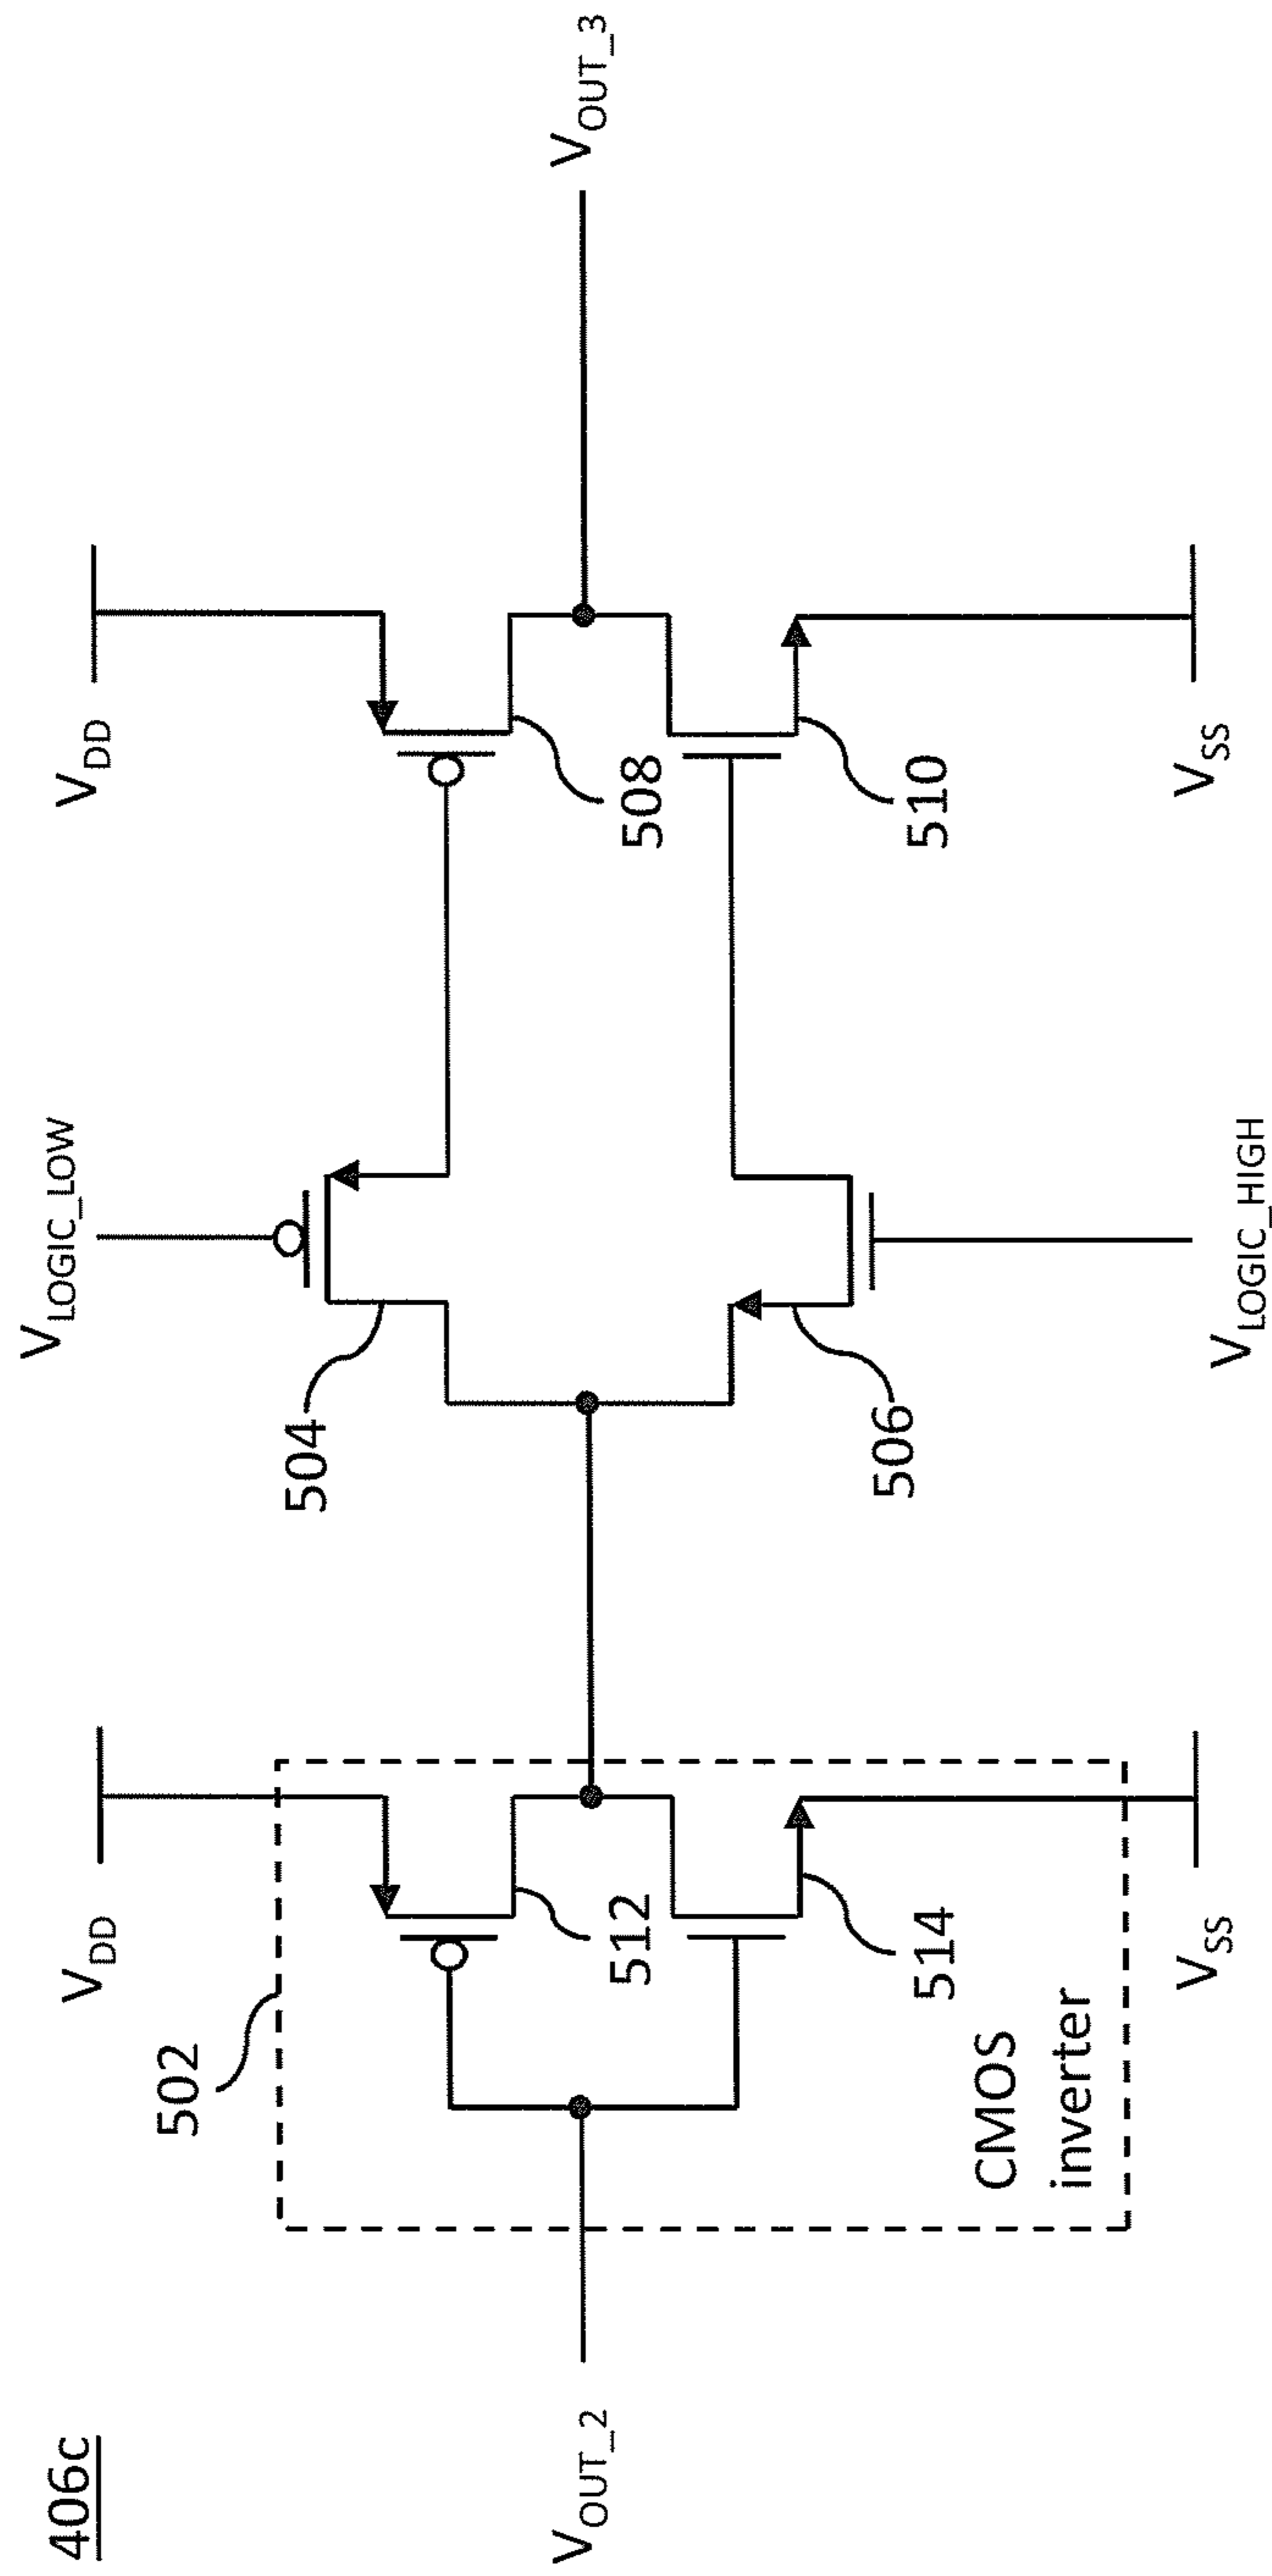 406c
V_DD
V_LOGIC_LOW
V_DD
502
504
508
512
V_OUT_2
V_OUT_3
514
506
510
CMOS
inverter
V_SS
V_LOGIC_HIGH
V_SS